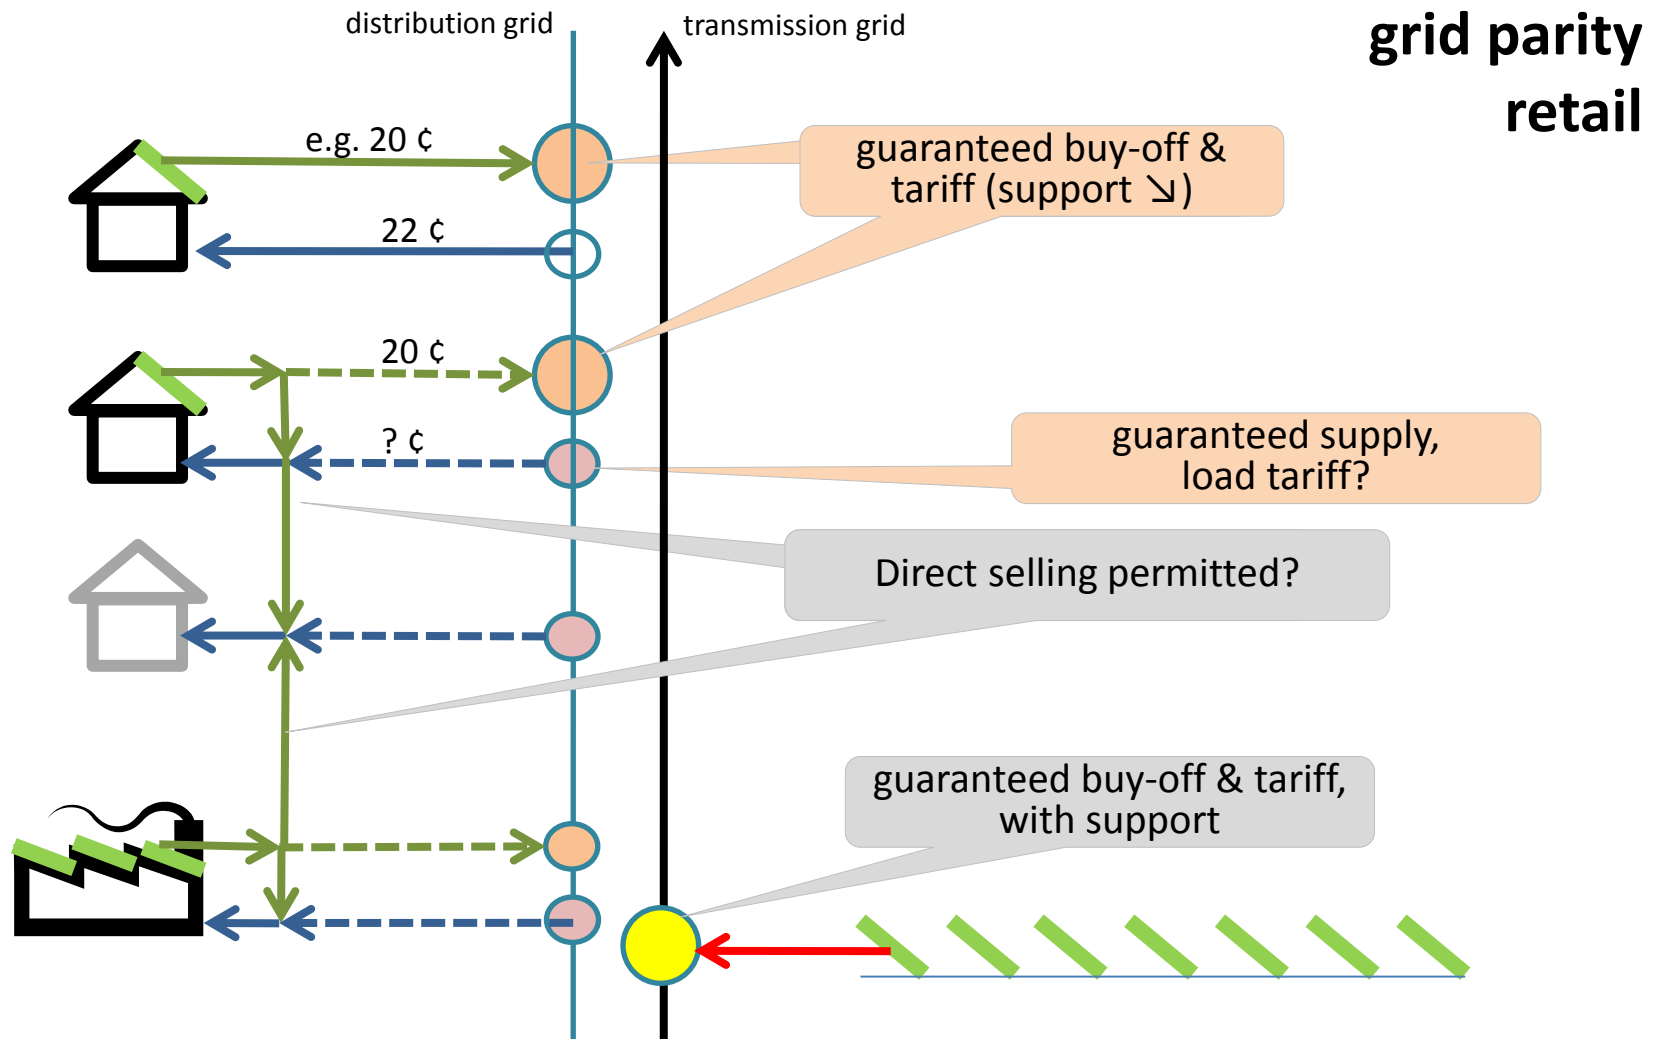 distribution grid
transmission grid
grid parity
retail
e.g. 20 ¢
guaranteed buy-off &
tariff (support ↘)
22 ¢
20 ¢
? ¢
guaranteed supply,
load tariff?
Direct selling permitted?
guaranteed buy-off & tariff,
with support